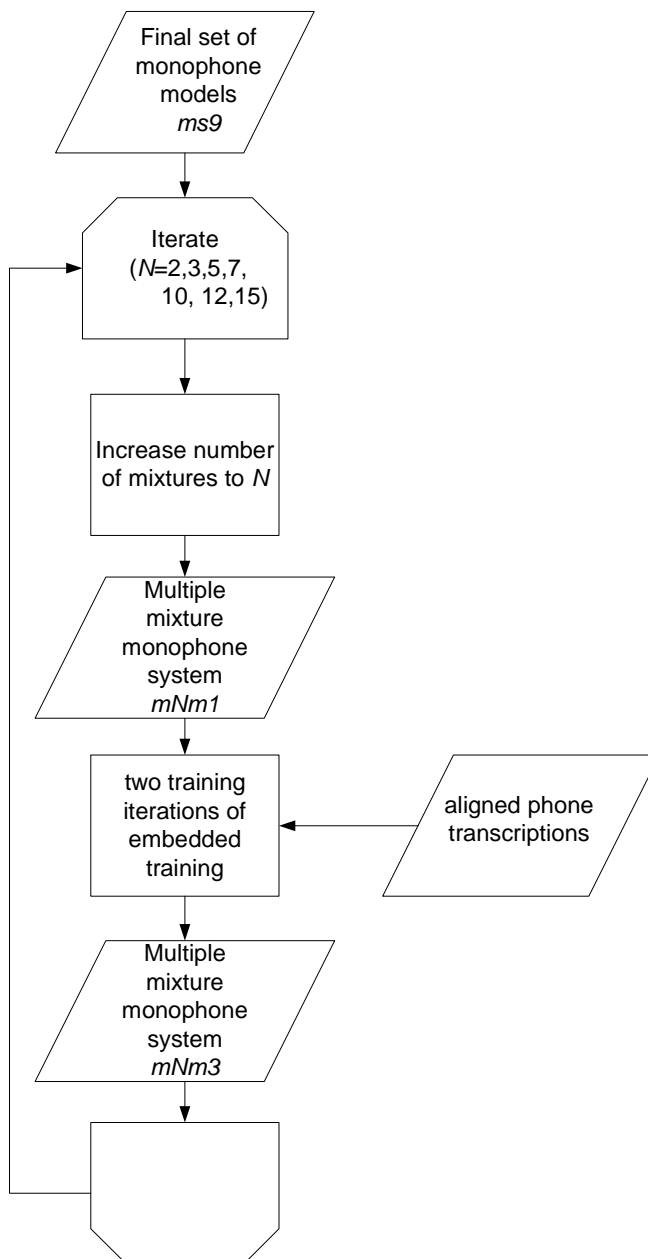 Final set of
monophone
models
ms9
Iterate
(N=2,3,5,7,
10, 12,15)
Increase number
of mixtures to N
Multiple
mixture
monophone
system
mNm1
two training
iterations of
embedded
training
aligned phone
transcriptions
Multiple
mixture
monophone
system
mNm3